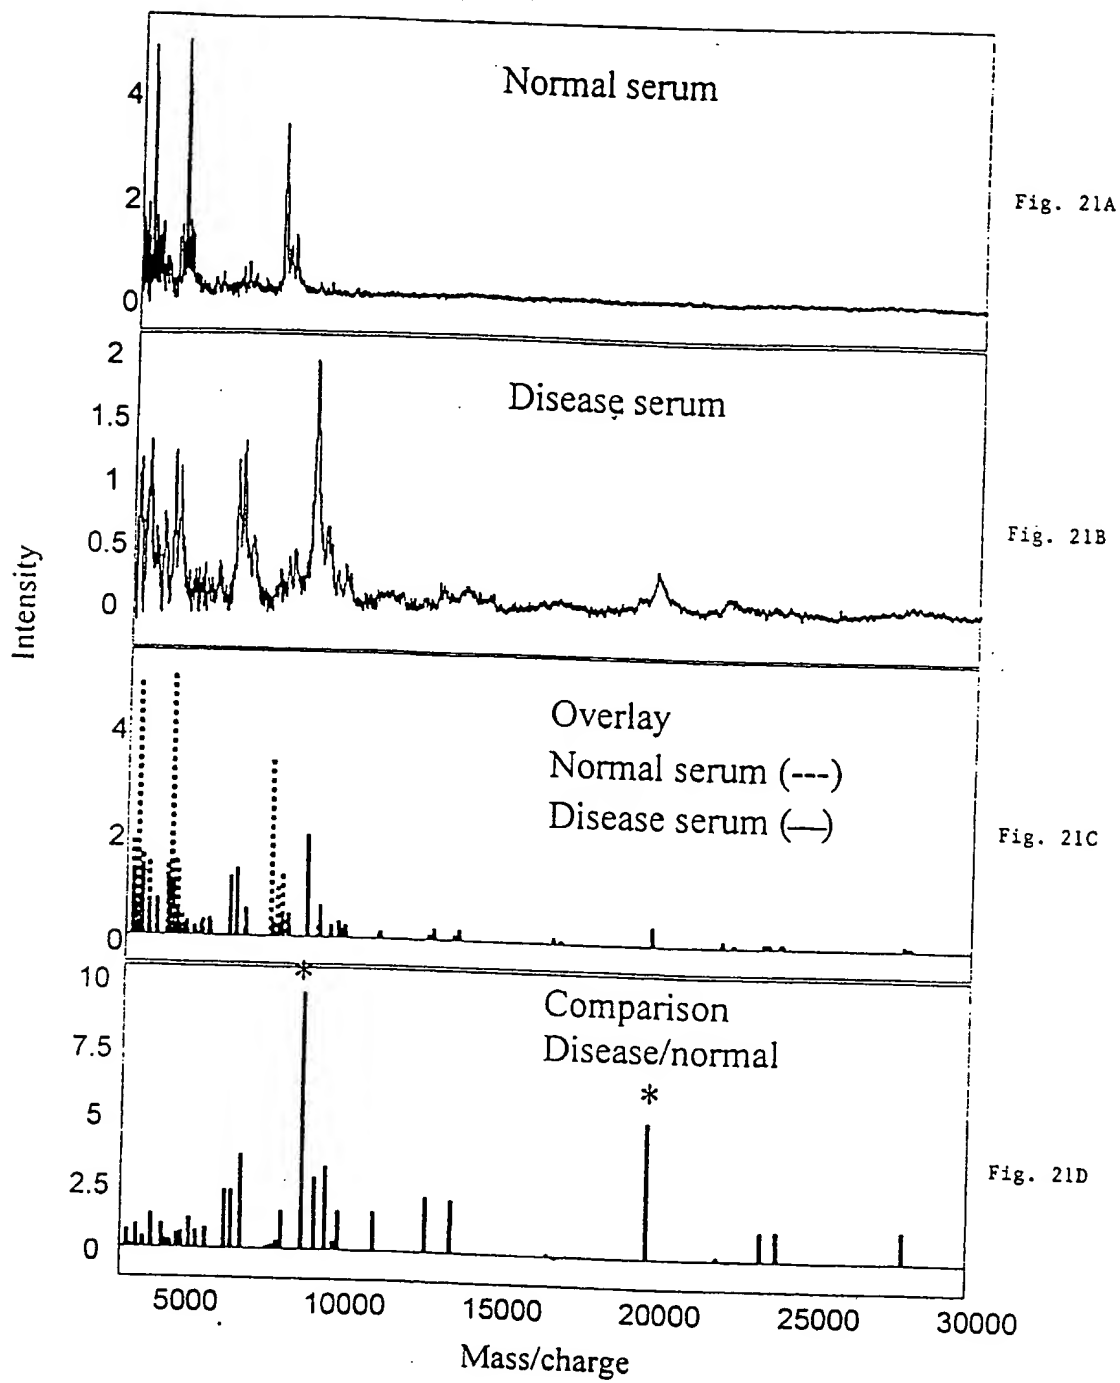 4
2
0
Normal serum
Fig. 21A
2
1.5
1
0.5
0
Disease serum
Fig. 21B
Intensity
4
2
0
Overlay
Normal serum (---)
Disease serum (—)
Fig. 21C
10
7.5
5
2.5
0
*
Comparison
Disease/normal
*
Fig. 21D
5000 10000 15000 20000 25000 30000
Mass/charge